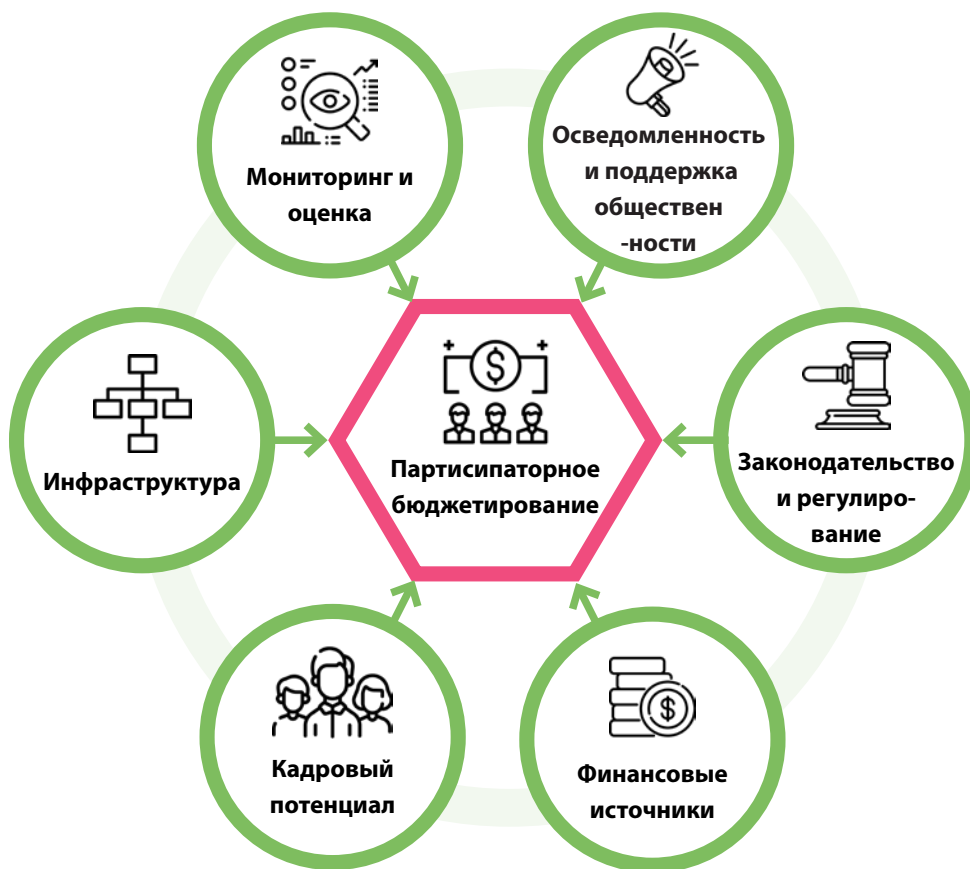 Мониторинг и
оценка
Осведомленность
и поддержка
обществен
-ности
Инфраструктура
Партисипаторное
бюджетирование
Законодательство
и регулиро-
вание
Кадровый
потенциал
Финансовые
источники